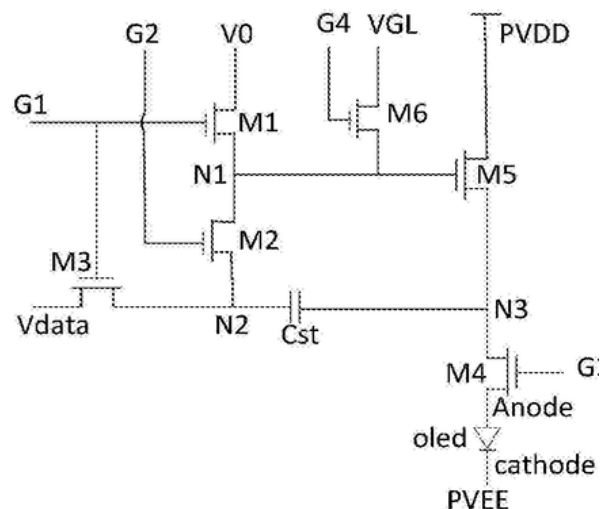 G2 V0 G4 VGL PVDD
G1 M1 M6
N1 M5
M3 M2
Vdata N2 Cst N3
M4
Anode
oled
cathode
PVEE